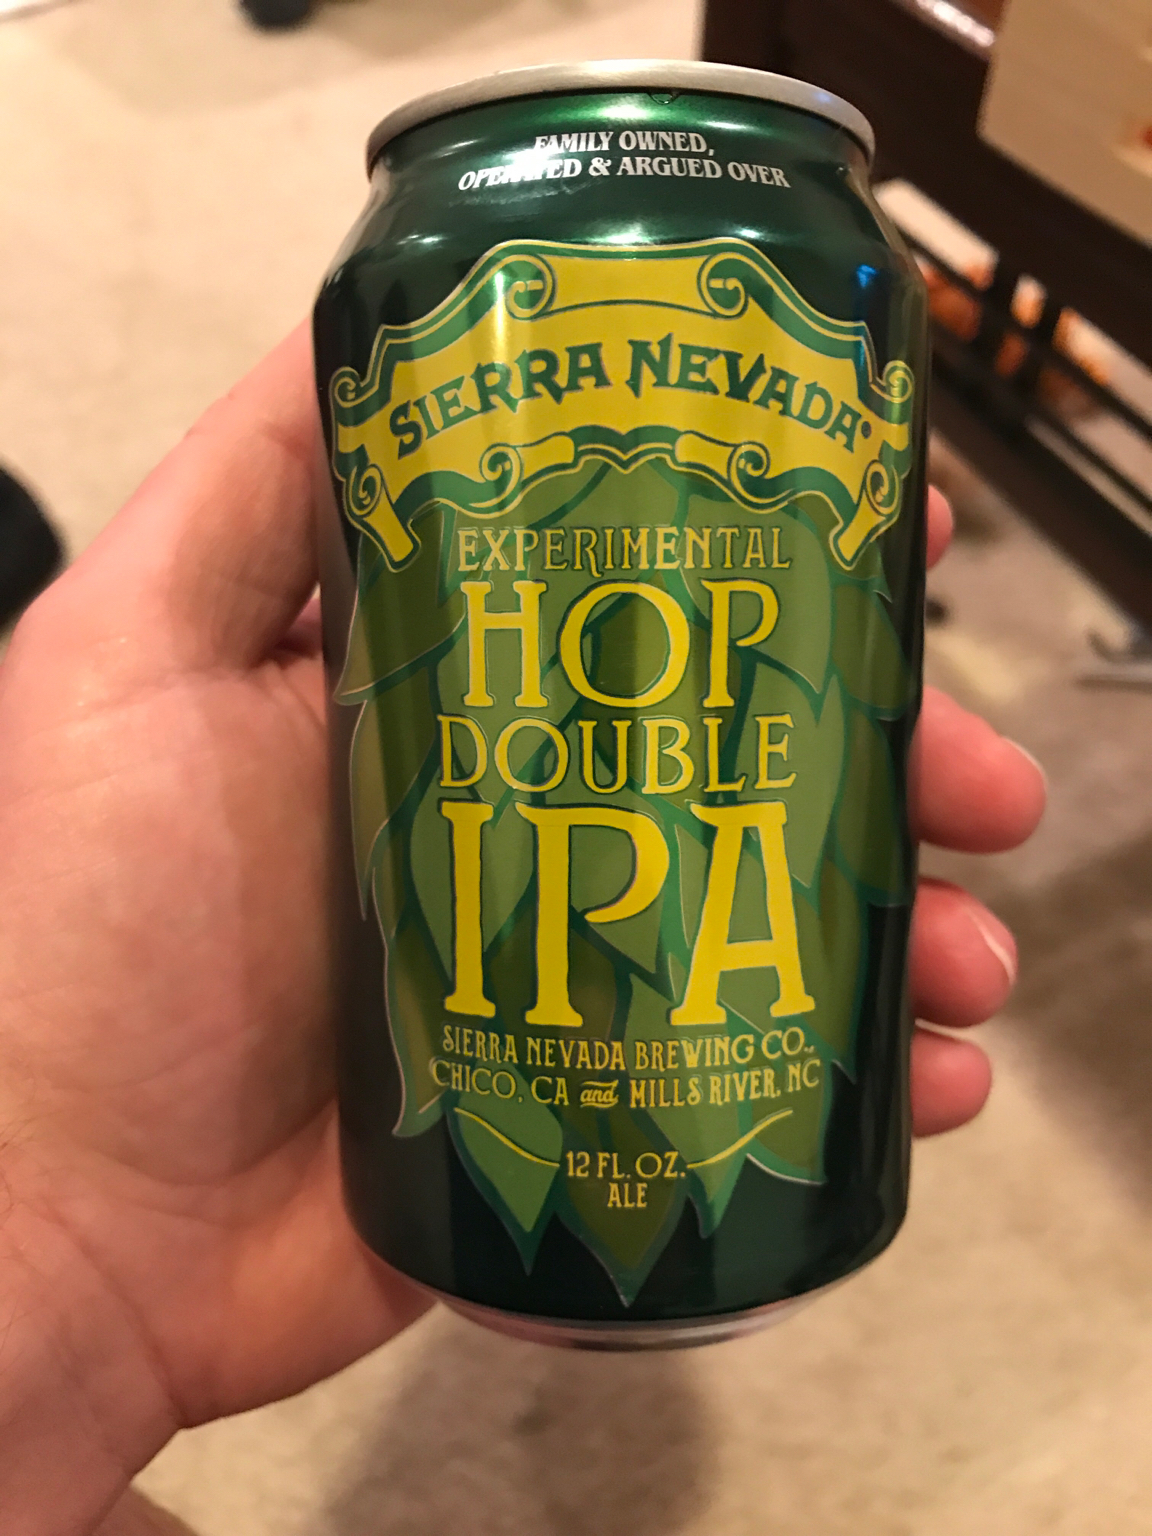 FAMILY OWNED,
OPERATED & ARGUED OVER
SIERRA NEVADA®
EXPERIMENTAL
HOP
DOUBLE
IPA
SIERRA NEVADA BREWING CO.,
CHICO, CA and MILLS RIVER, NC
12 FL. OZ.
ALE